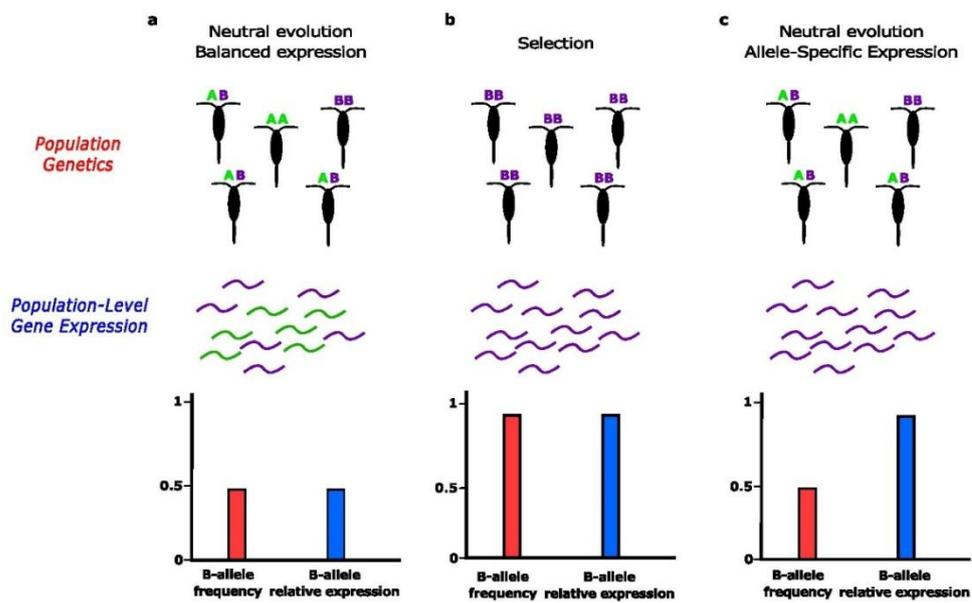 a
Neutral evolution
Balanced expression
b
Selection
c
Neutral evolution
Allele-Specific Expression
Population
Genetics
AB
AA
BB
AB
AB
BB
BB
BB
BB
BB
AB
AA
BB
AB
AB
Population-Level
Gene Expression
1
0.5
0
B-allele
frequency
B-allele
relative expression
1
0.5
0
B-allele
frequency
B-allele
relative expression
1
0.5
0
B-allele
frequency
B-allele
relative expression